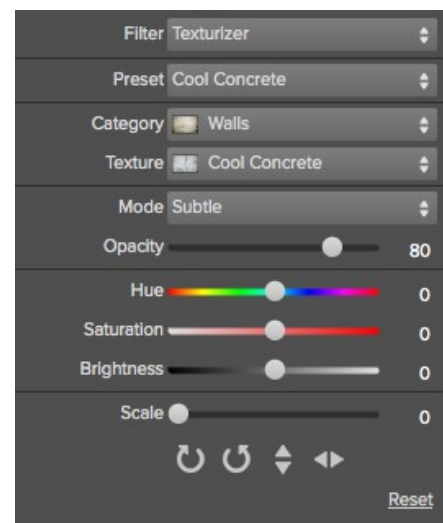 Filter Texturizer
Preset Cool Concrete
Category Walls
Texture Cool Concrete
Mode Subtle
Opacity 80
Hue 0
Saturation 0
Brightness 0
Scale 0
Reset